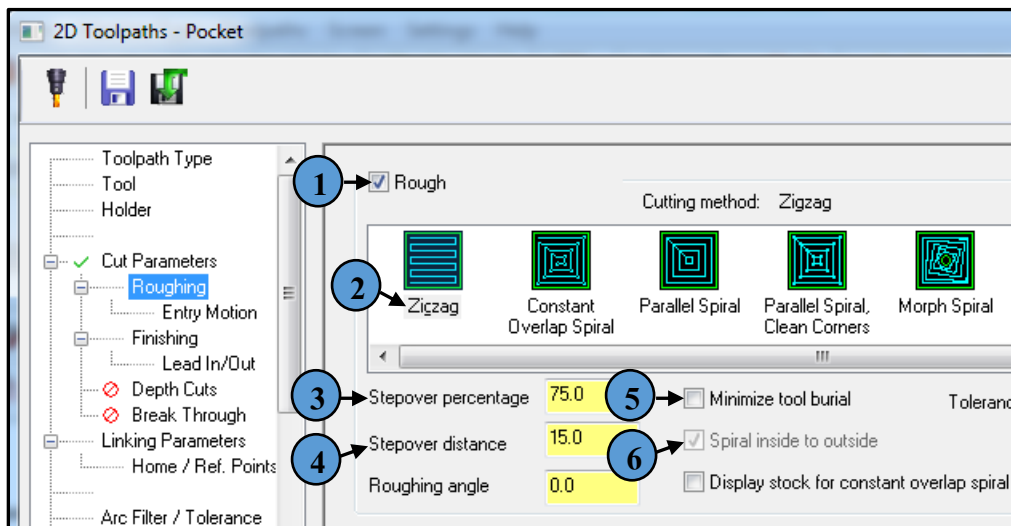 2D Toolpaths - Pocket
Toolpath Type
Tool
Holder
Cut Parameters
Roughing
Entry Motion
Finishing
Lead In/Out
Depth Cuts
Break Through
Linking Parameters
Home / Ref. Points
Arc Filter / Tolerance
1 Rough
Cutting method: Zigzag
2 Zigzag
Constant
Overlap Spiral
Parallel Spiral
Parallel Spiral,
Clean Corners
Morph Spiral
3 Stepover percentage 75.0
4 Stepover distance 15.0
Roughing angle 0.0
5 Minimize tool burial
Toleranc
6 Spiral inside to outside
Display stock for constant overlap spiral